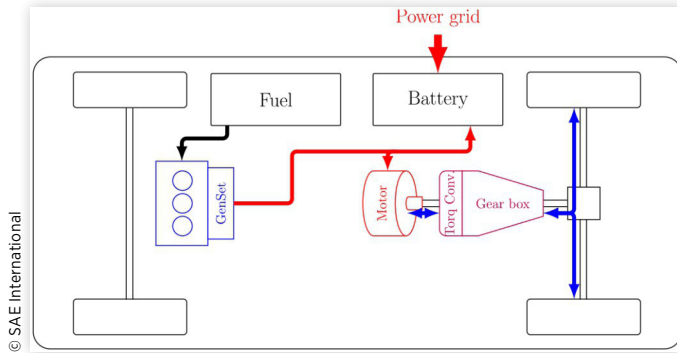 Power grid
Fuel
Battery
GenSet
Motor
Torq Conv.
Gear box
© SAE International